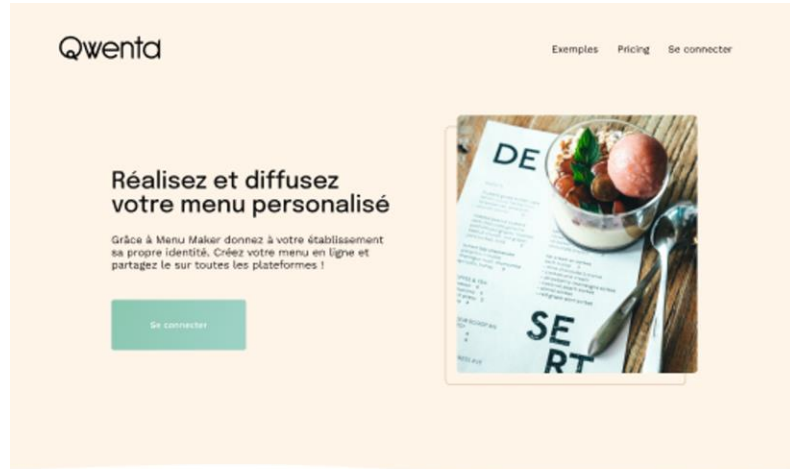 Qwenta
Exemples Pricing Se connecter
Réalisez et diffusez
votre menu personalisé
Grâce à Menu Maker donnez à votre établissement
sa propre identité. Créez votre menu en ligne et
partagez le sur toutes les plateformes !
Se connecter
DE
SE
RT